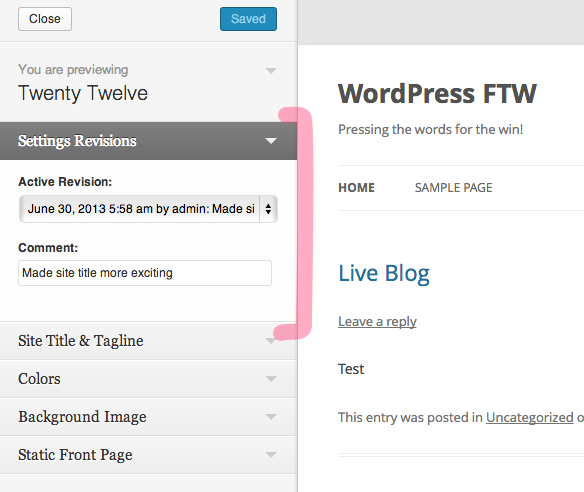 Close
Saved
You are previewing
Twenty Twelve
Settings Revisions
Active Revision:
June 30, 2013 5:58 am by admin: Made si
Comment:
Made site title more exciting
Site Title & Tagline
Colors
Background Image
Static Front Page
WordPress FTW
Pressing the words for the win!
HOME
SAMPLE PAGE
Live Blog
Leave a reply
Test
This entry was posted in Uncategorized o